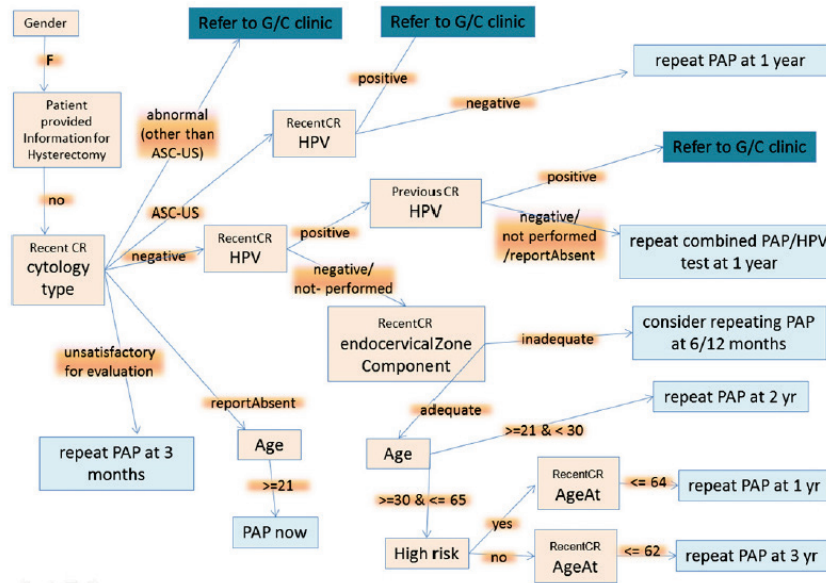 Gender
F
Patient
provided
Information for
Hysterectomy
no
Recent CR
cytology
type
Refer to G/C clinic
abnormal
(other than
ASC-US)
ASC-US
negative
unsatisfactory
for evaluation
repeat PAP at 3
months
reportAbsent
Age
>=21
PAP now
RecentCR
HPV
positive
Refer to G/C clinic
negative
repeat PAP at 1 year
RecentCR
HPV
positive
Previous CR
HPV
positive
Refer to G/C clinic
negative/
not performed
/reportAbsent
repeat combined PAP/HPV
test at 1 year
negative/
not- performed
RecentCR
endocervicalZone
Component
inadequate
consider repeating PAP
at 6/12 months
adequate
Age
>=21 & < 30
repeat PAP at 2 yr
>=30 & <= 65
High risk
yes
RecentCR
AgeAt
<= 64
repeat PAP at 1 yr
no
RecentCR
AgeAt
<= 62
repeat PAP at 3 yr